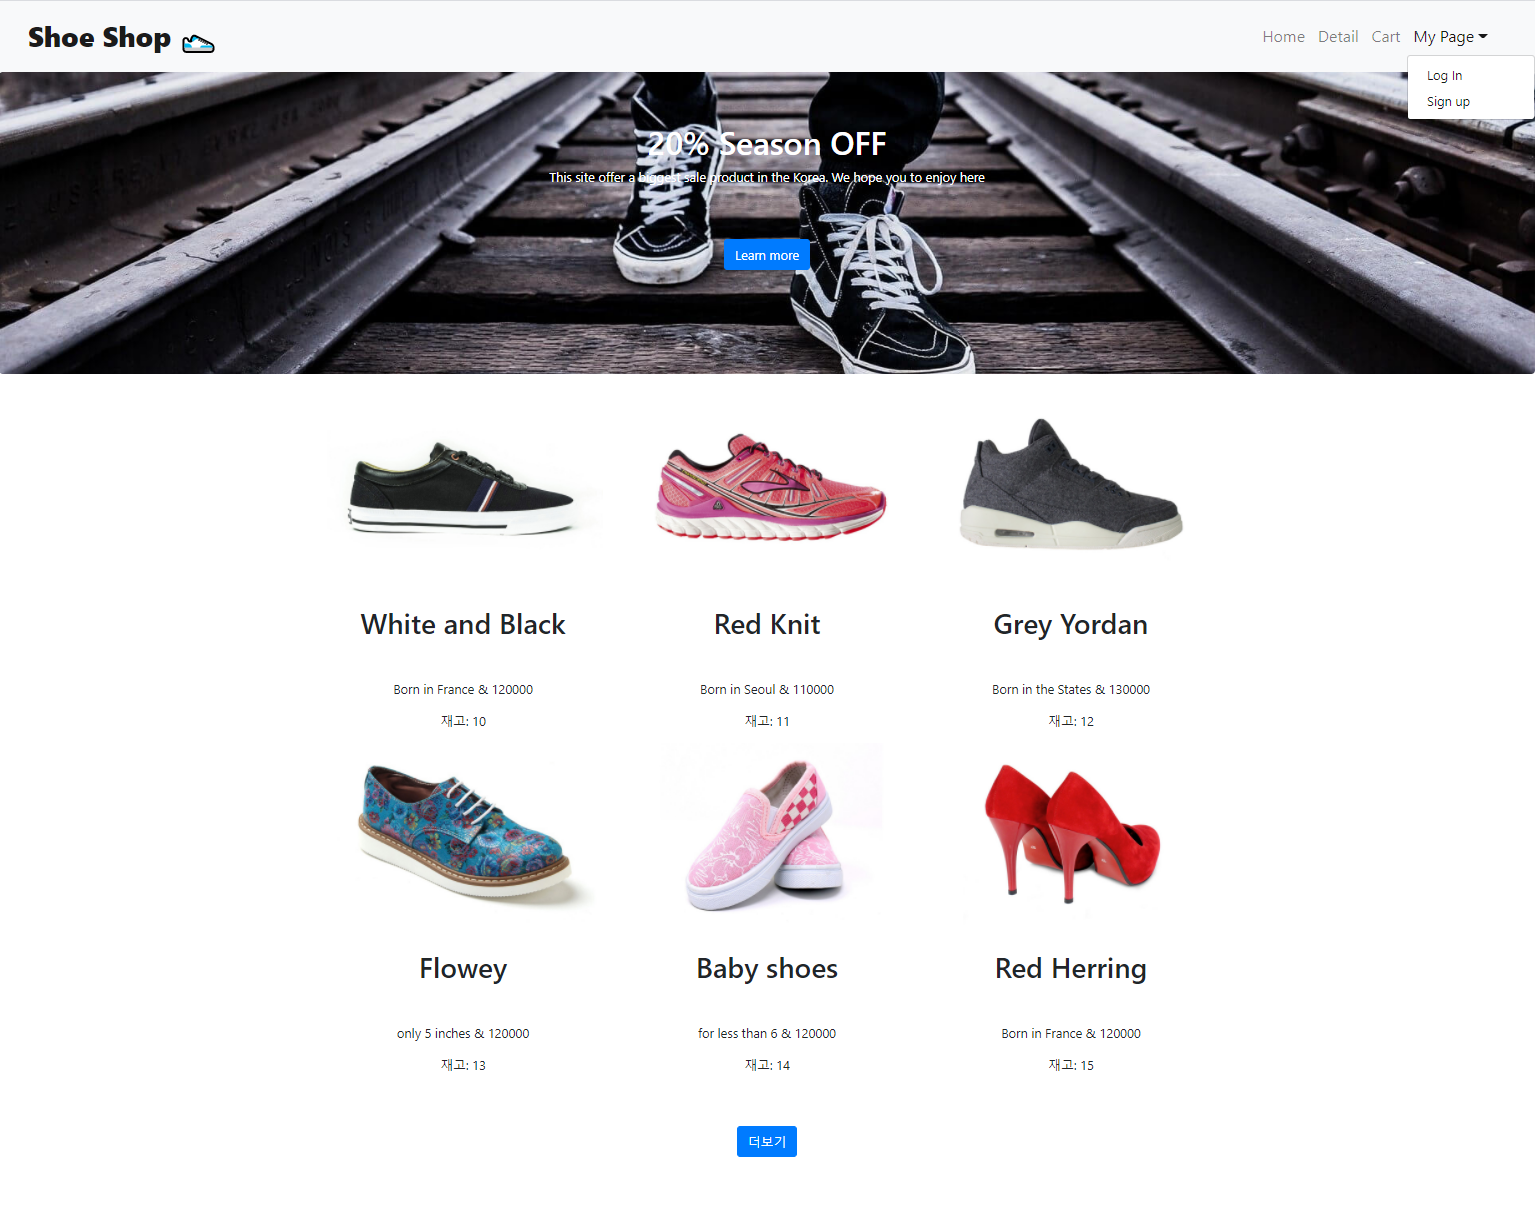 Shoe Shop
Home Detail Cart My Page
Log In
Sign up
20% Season OFF
This site offer a biggest sale product in the Korea. We hope you to enjoy here
Learn more
White and Black
Red Knit
Grey Yordan
Born in France & 120000
Born in Seoul & 110000
Born in the States & 130000
재고: 10
재고: 11
재고: 12
Flowey
Baby shoes
Red Herring
only 5 inches & 120000
for less than 6 & 120000
Born in France & 120000
재고: 13
재고: 14
재고: 15
더보기